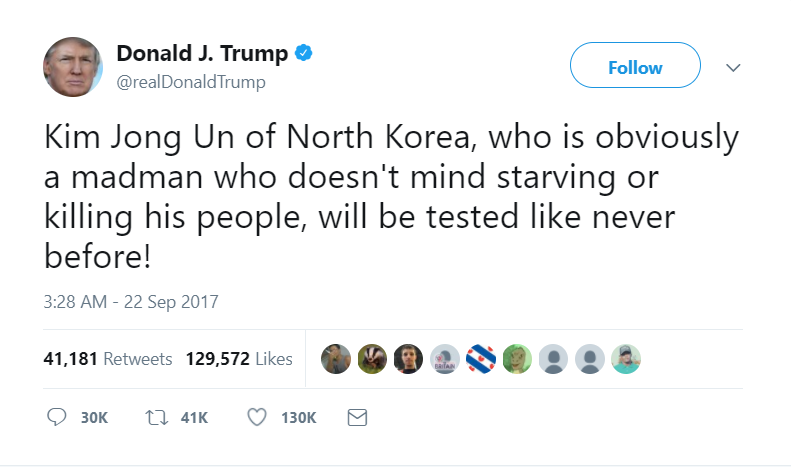 Donald J. Trump
Follow
@realDonaldTrump
Kim Jong Un of North Korea, who is obviously
a madman who doesn't mind starving or
killing his people, will be tested like never
before!
3:28 AM - 22 Sep 2017
41,181 Retweets 129,572 Likes
BRITAIN
30K 41K 130K